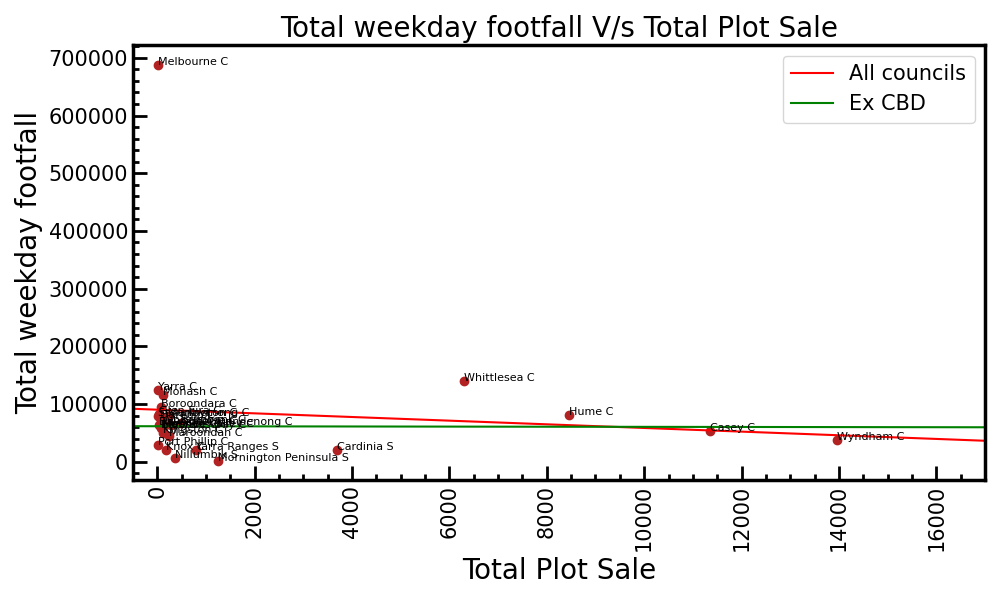 Total weekday footfall V/s Total Plot Sale
All councils
Ex CBD
Total weekday footfall
700000
600000
500000
400000
300000
200000
100000
0
Melbourne C
Yarra C
Monash C
Boroondara C
Maroondah C
Port Phillip C
Knox
Yarra Ranges S
Nillumbik S
Mornington Peninsula S
Cardinia S
Whittlesea C
Hume C
Casey C
Wyndham C
0
2000
4000
6000
8000
10000
12000
14000
16000
Total Plot Sale